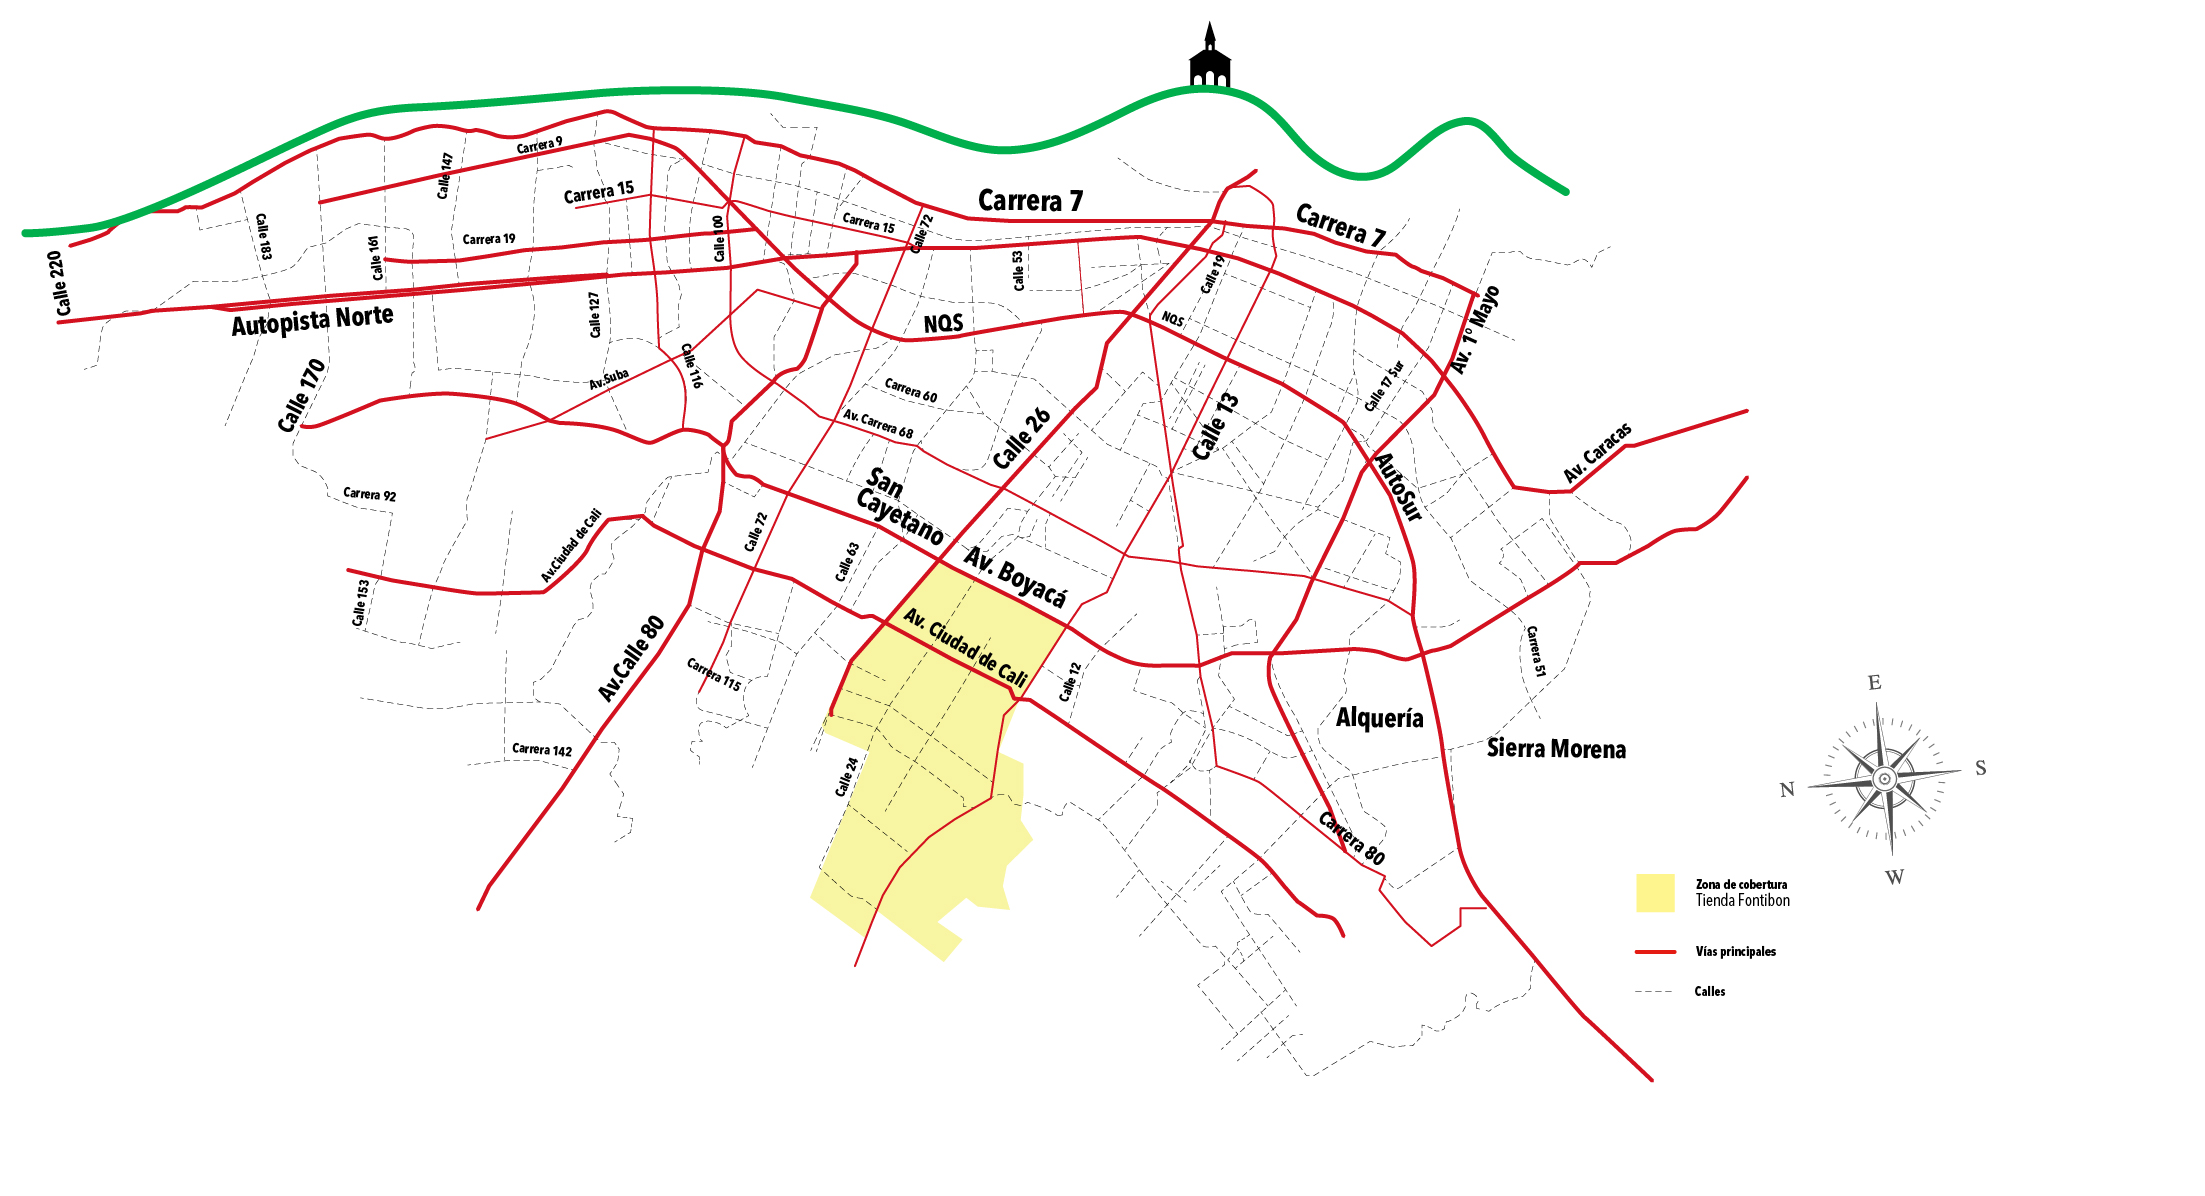 Carrera 9
Calle 147
Carrera 15
Carrera 7
Carrera 7
Calle 183
Calle 161
Carrera 19
Calle 100
Carrera 15
Calle 72
Calle 53
Calle 19
Calle 220
Autopista Norte
Calle 127
NQS
NQS
Av. 1º Mayo
Calle 170
Av.Suba
Calle 116
Carrera 60
Av. Carrera 68
Calle 26
Calle 13
Calle 17 Sur
Av. Caracas
AutoSur
San
Cayetano
Carrera 92
Av.Ciudad de Cali
Calle 72
Calle 63
Av. Boyacá
Calle 153
Av.Calle 80
Carrera 115
Av. Ciudad de Cali
Calle 12
Carrera 51
Alquería
Sierra Morena
Carrera 142
Calle 24
Carrera 80
E
N
S
W
Zona de cobertura
Tienda Fontibon
Vías principales
Calles